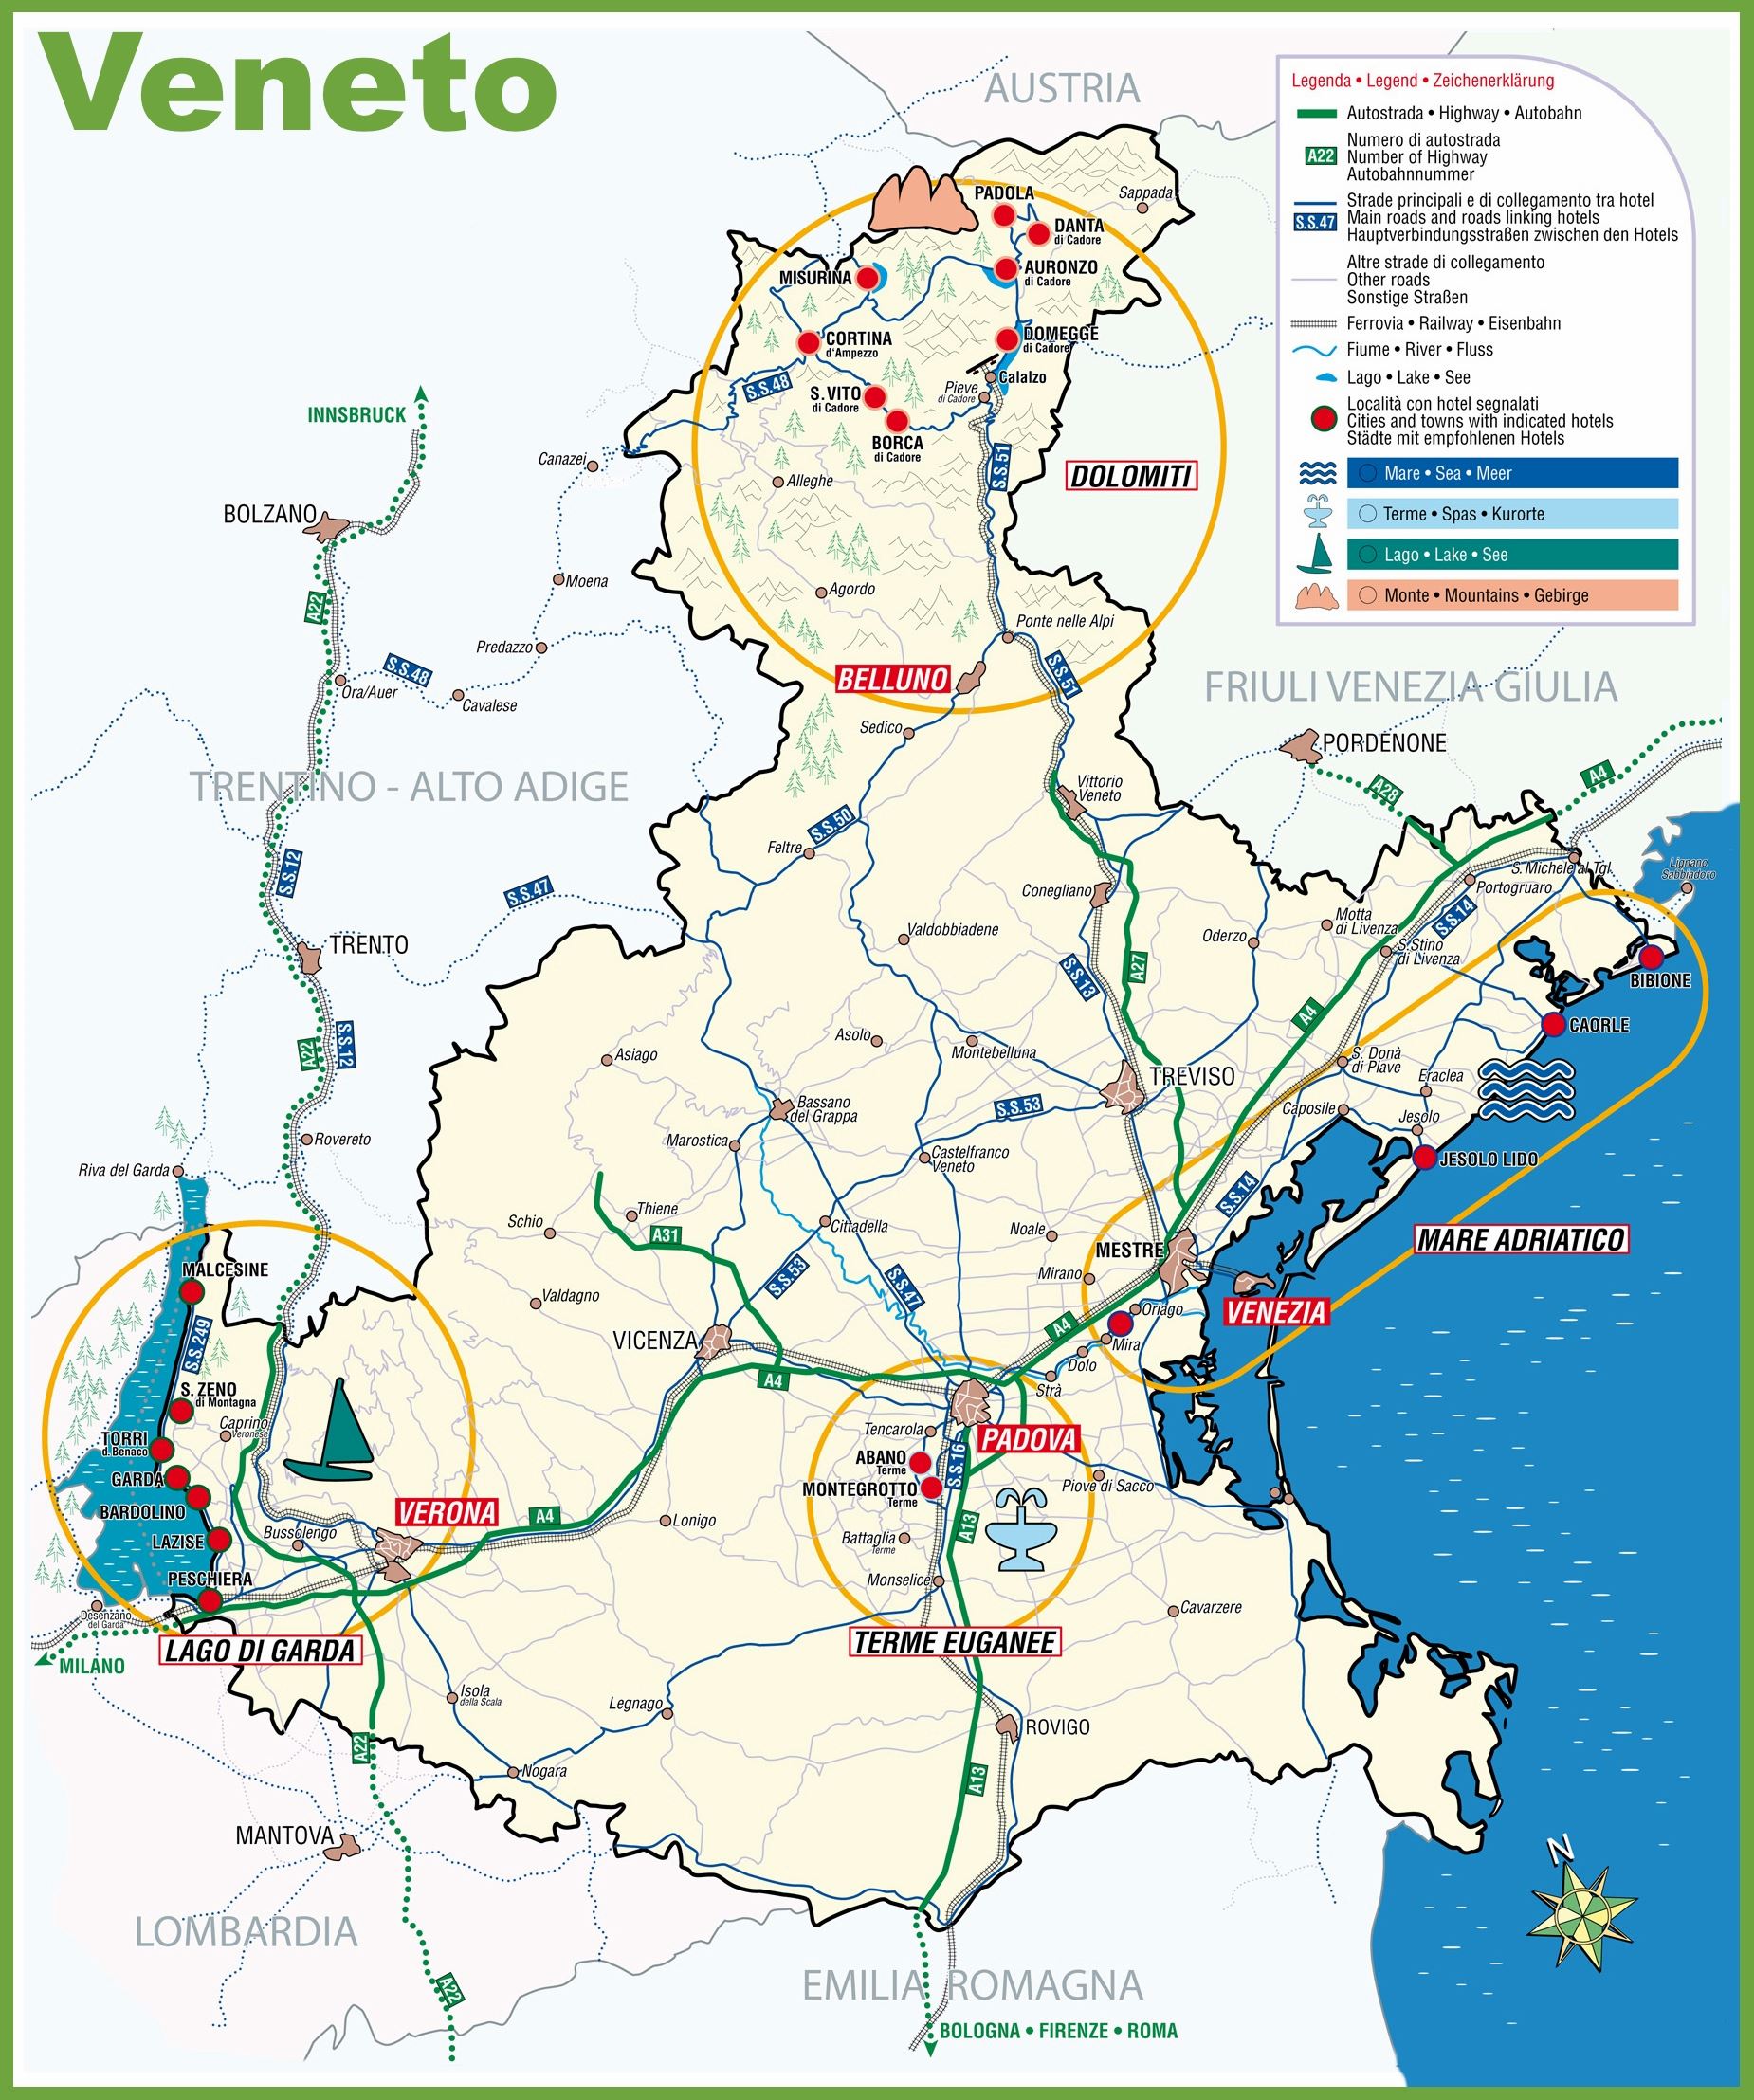 Veneto
AUSTRIA
Legenda • Legend • Zeichenerklärung
Autostrada • Highway • Autobahn
A22
Numero di autostrada
Number of Highway
Autobahnnummer
S.S.47
Strade principali e di collegamento tra hotel
Main roads and roads linking hotels
Hauptverbindungsstraßen zwischen den Hotels
Altre strade di collegamento
Other roads
Sonstige Straßen
Ferrovia • Railway • Eisenbahn
Fiume • River • Fluss
Lago • Lake • See
Località con hotel segnalati
Cities and towns with indicated hotels
Städte mit empfohlenen Hotels
Mare • Sea • Meer
Terme • Spas • Kurorte
Lago • Lake • See
Monte • Mountains • Gebirge
PADOLA
Sappada
DANTA
di Cadore
MISURINA
AURONZO
di Cadore
CORTINA
d'Ampezzo
DOMEGGE
di Cadore
Calalzo
S.S.48
S.VITO
di Cadore
Pieve
di Cadore
BORCA
di Cadore
INNSBRUCK
Canazei
S.S.51
DOLOMITI
Alleghe
BOLZANO
Moena
Agordo
A22
Ponte nelle Alpi
Predazzo
S.S.48
Ora/Auer
Cavalese
BELLUNO
S.S.51
FRIULI VENEZIA GIULIA
Sedico
PORDENONE
TRENTINO - ALTO ADIGE
Vittorio
Veneto
A28
A4
S.S.50
Feltre
S.S.12
S.S.47
Conegliano
S.Michele al Tgl.
Lignano
Sabbiadoro
Portogruaro
Valdobbiadene
Oderzo
Motta
di Livenza
S.S.14
S.Stino
di Livenza
TRENTO
A27
S.S.13
BIBIONE
A4
CAORLE
A22
S.S.12
Asiago
Asolo
Montebelluna
S. Donà
di Piave
Eraclea
TREVISO
Bassano
del Grappa
S.S.53
Caposile
Jesolo
Rovereto
Marostica
Castelfranco
Veneto
Riva del Garda
JESOLO LIDO
S.S.14
Schio
Thiene
A31
Cittadella
Noale
MESTRE
MARE ADRIATICO
MALCESINE
S.S.53
S.S.47
Mirano
Valdagno
Oriago
VENEZIA
S.S.249
VICENZA
A4
Mira
Dolo
A4
Strà
S. ZENO
di Montagna
Caprino
Veronese
TORRI
d. Benaco
Tencarola
PADOVA
GARDA
ABANO
Terme
S.S.16
MONTEGROTTO
Terme
Piove di Sacco
BARDOLINO
VERONA
A4
Lonigo
A13
Bussolengo
LAZISE
Battaglia
Terme
PESCHIERA
Monselice
Desenzano
del Garda
Cavarzere
LAGO DI GARDA
TERME EUGANEE
MILANO
Isola
della Scala
Legnago
ROVIGO
A22
Nogara
A13
MANTOVA
N
LOMBARDIA
A22
EMILIA ROMAGNA
BOLOGNA • FIRENZE • ROMA